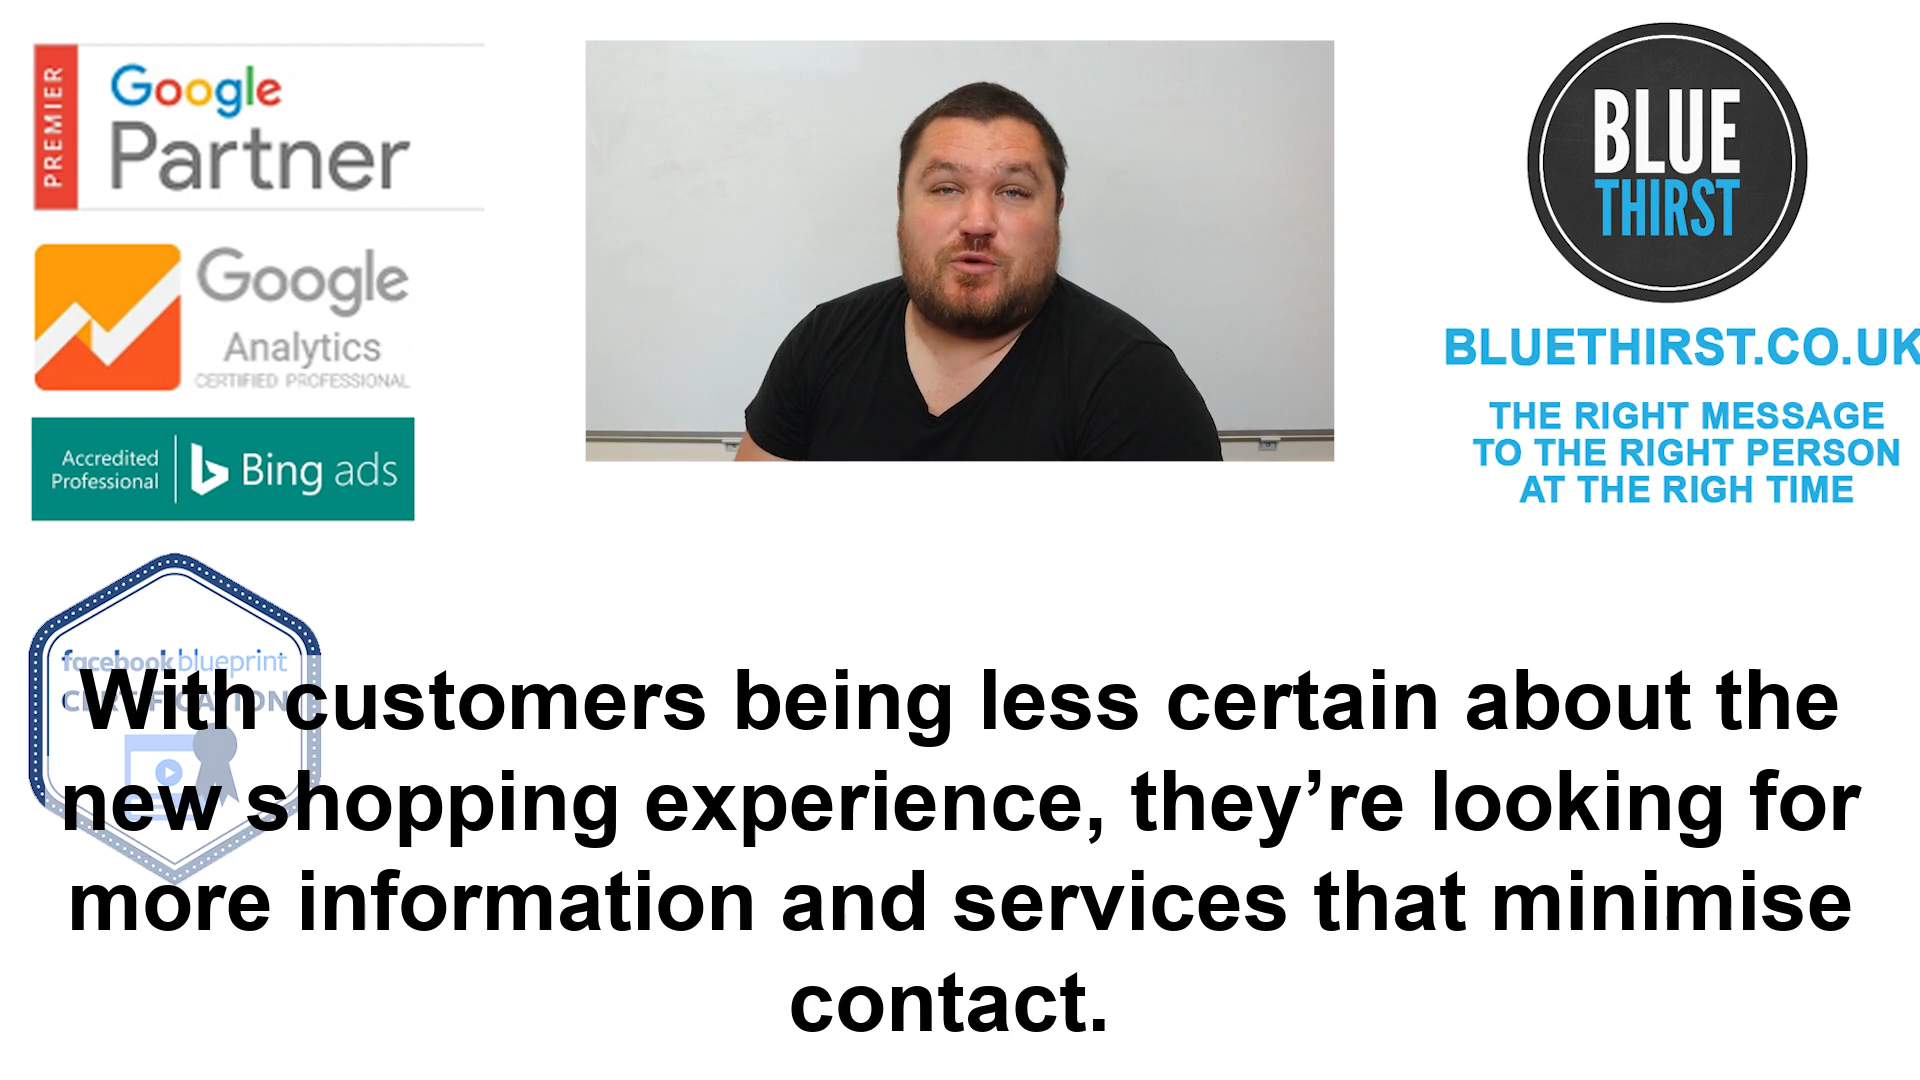 PREMIER
Google
Partner
Google
Analytics
CERTIFIED PROFESSIONAL
Accredited
Professional
Bing ads
BLUE
THIRST
BLUETHIRST.CO.UK
THE RIGHT MESSAGE
TO THE RIGHT PERSON
AT THE RIGH TIME
facebook blueprint
CERTIFICATION
With customers being less certain about the
new shopping experience, they’re looking for
more information and services that minimise
contact.